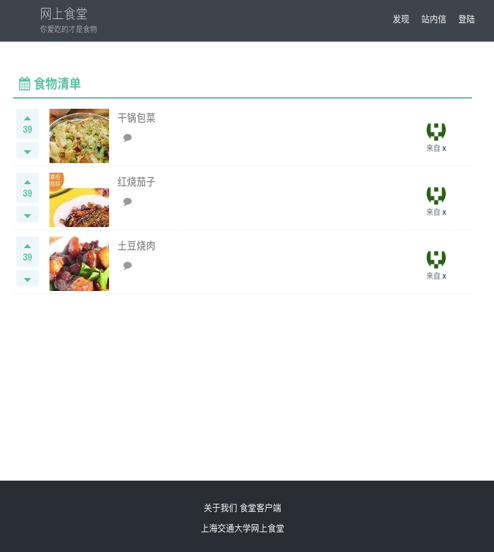 网上食堂
你爱吃的才是食物
发现 站内信 登陆
食物清单
39
干锅包菜
来自 x
39
红烧茄子
来自 x
39
土豆烧肉
来自 x
关于我们 食堂客户端
上海交通大学网上食堂